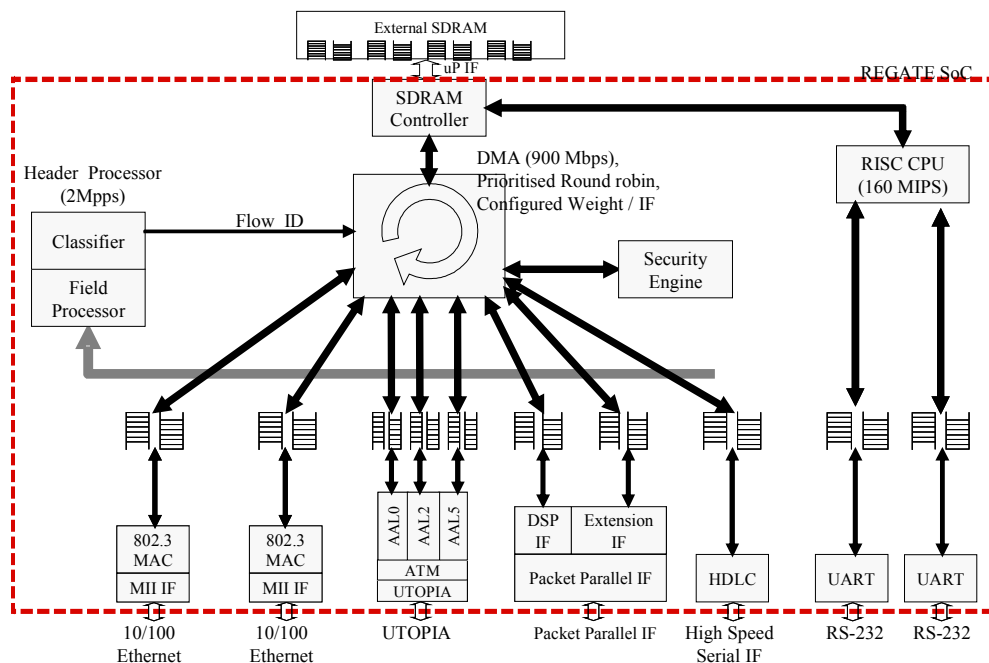 External SDRAM
uP IF
REGATE SoC
SDRAM
Controller
DMA (900 Mbps),
Prioritised Round robin,
Configured Weight / IF
RISC CPU
(160 MIPS)
Header Processor
(2Mpps)
Classifier
Field
Processor
Flow ID
Security
Engine
802.3
MAC
MII IF
802.3
MAC
MII IF
AAL0
AAL2
AAL5
ATM
UTOPIA
DSP
IF
Extension
IF
Packet Parallel IF
HDLC
UART
UART
10/100
Ethernet
10/100
Ethernet
UTOPIA
Packet Parallel IF
High Speed
Serial IF
RS-232
RS-232